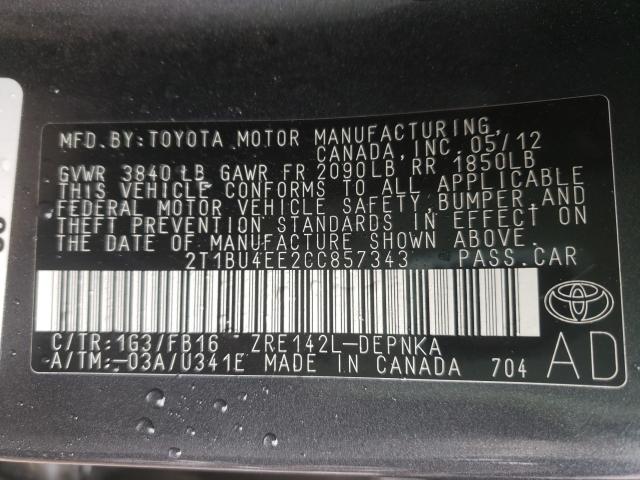 MFD. BY: TOYOTA MOTOR MANUFACTURING,
CANADA, INC. 05/12
GVWR 3840 LB GAWR FR 2090LB, RR 1850LB
THIS VEHICLE CONFORMS TO ALL APPLICABLE
FEDERAL MOTOR VEHICLE SAFETY, BUMPER, AND
THEFT PREVENTION STANDARDS IN EFFECT ON
THE DATE OF MANUFACTURE SHOWN ABOVE.
2T1BU4EE2CC857343 PASS. CAR
C/TR: 1G3/FB16 ZRE142L-DEPNKA
A/TM: -03A/U341E MADE IN CANADA 704
AD